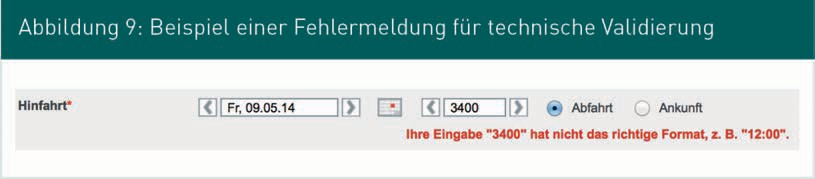 Abbildung 9: Beispiel einer Fehlermeldung für technische Validierung
Hinfahrt* Fr, 09.05.14 3400 Abfahrt Ankunft
Ihre Eingabe "3400" hat nicht das richtige Format, z. B. "12:00".